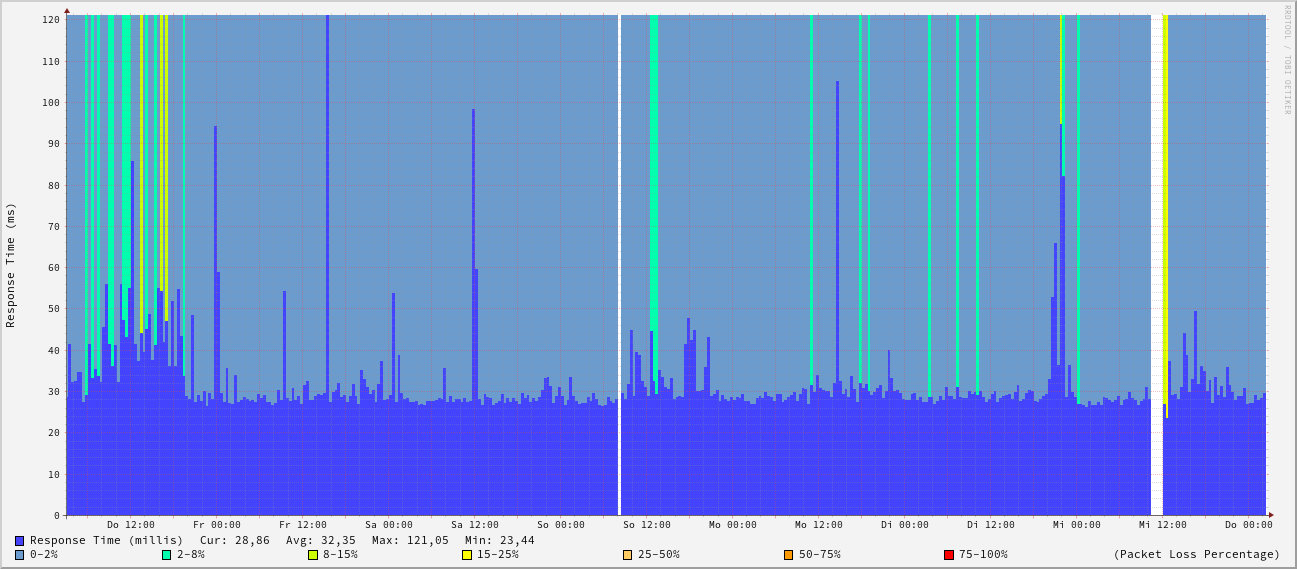 RRDTOOL / TOBI OETIKER
Response Time (ms)
120
110
100
90
80
70
60
50
40
30
20
10
0
Do 12:00 Fr 00:00 Fr 12:00 Sa 00:00 Sa 12:00 So 00:00 So 12:00 Mo 00:00 Mo 12:00 Di 00:00 Di 12:00 Mi 00:00 Mi 12:00 Do 00:00
Response Time (millis) Cur: 28,86 Avg: 32,35 Max: 121,05 Min: 23,44
0-2% 2-8% 8-15% 15-25% 25-50% 50-75% 75-100% (Packet Loss Percentage)